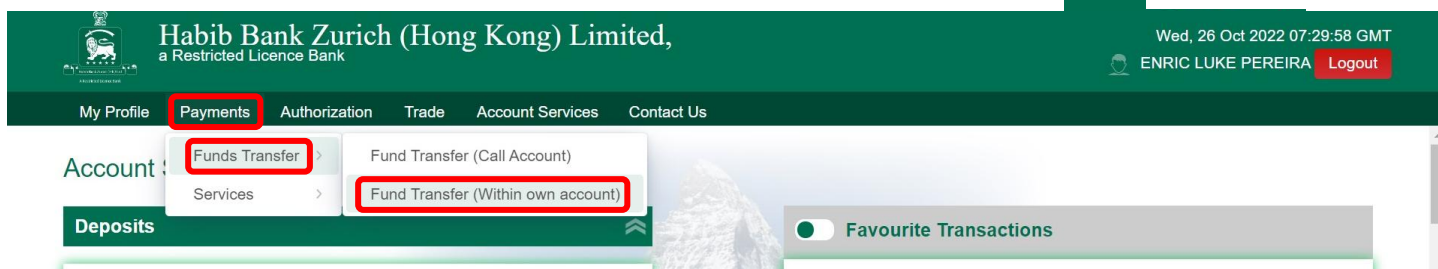 Habib Bank Zurich (Hong Kong) Limited,
a Restricted Licence Bank
Wed, 26 Oct 2022 07:29:58 GMT
ENRIC LUKE PEREIRA Logout
My Profile Payments Authorization Trade Account Services Contact Us
Funds Transfer Fund Transfer (Call Account)
Account
Services Fund Transfer (Within own account)
Deposits
Favourite Transactions